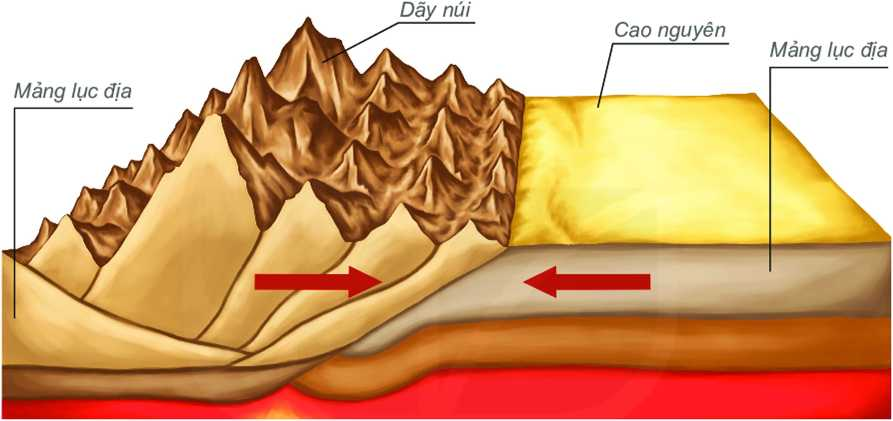 Dãy núi
Cao nguyên
Mảng lục địa
Mảng lục địa